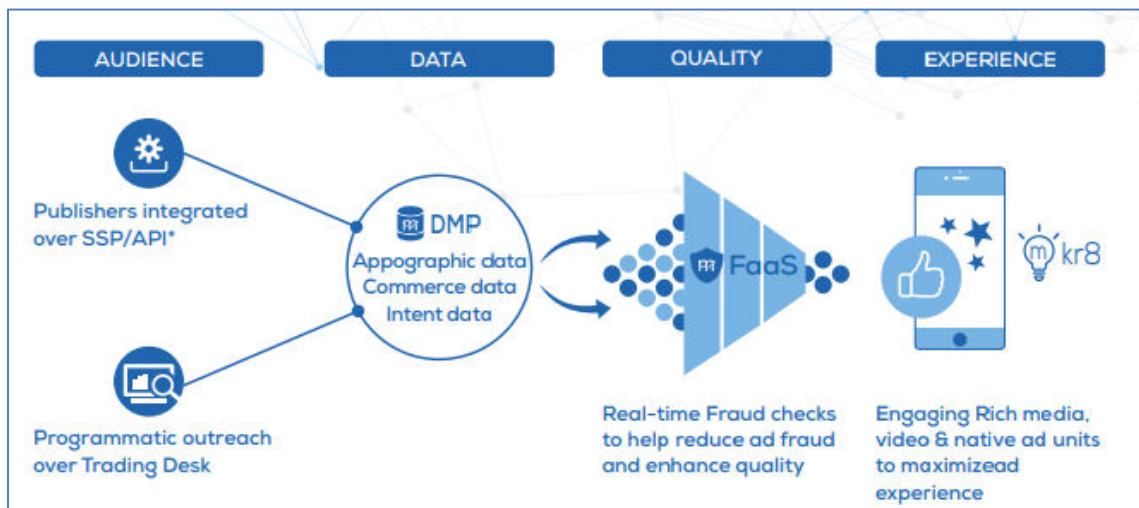 AUDIENCE
DATA
QUALITY
EXPERIENCE
Publishers integrated
over SSP/API*
Programmatic outreach
over Trading Desk
DMP
Appographic data
Commerce data
Intent data
FaaS
Real-time Fraud checks
to help reduce ad fraud
and enhance quality
m kr8
Engaging Rich media,
video & native ad units
to maximizead
experience